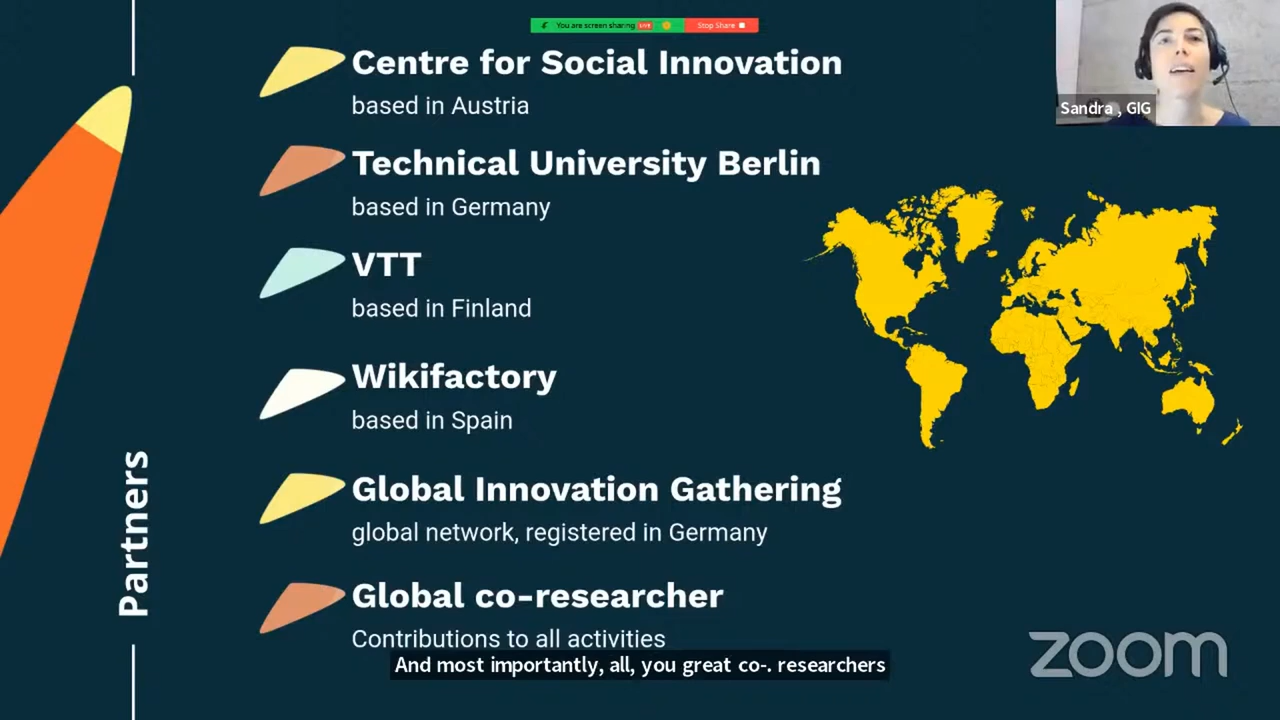 You are screen sharing LIVE Stop Share
Centre for Social Innovation
based in Austria
Technical University Berlin
based in Germany
VTT
based in Finland
Wikifactory
based in Spain
Global Innovation Gathering
global network, registered in Germany
Global co-researcher
Contributions to all activities
And most importantly, all, you great co-. researchers
Partners
Sandra , GIG
zoom